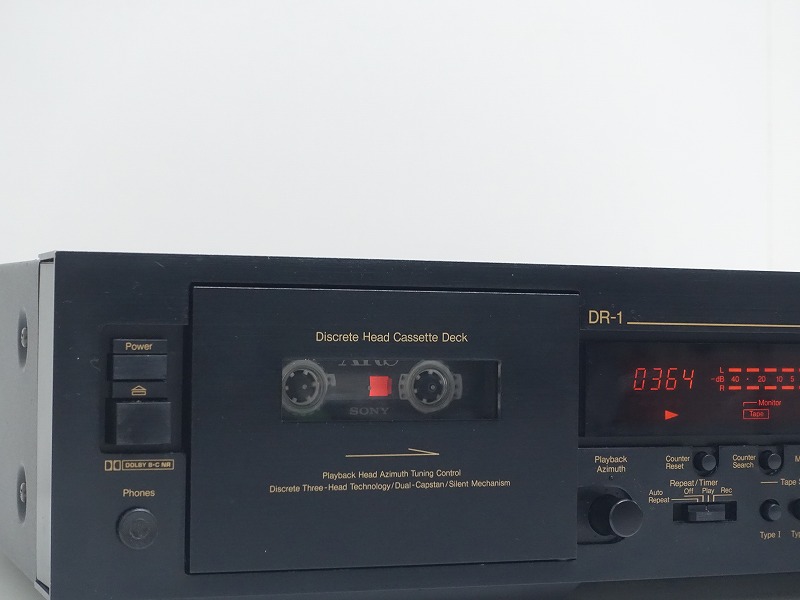 Discrete Head Cassette Deck
DR-1
Power
SONY
0364
L
-dB 40 • 20 10 5
R
Monitor
Tape
Playback Head Azimuth Tuning Control
Discrete Three-Head Technology/Dual-Capstan/Silent Mechanism
DOLBY B-C NR
Phones
Playback
Azimuth
Counter
Reset
Counter
Search
Repeat/Timer
Off Play Rec
Auto
Repeat
Tape S
Type I